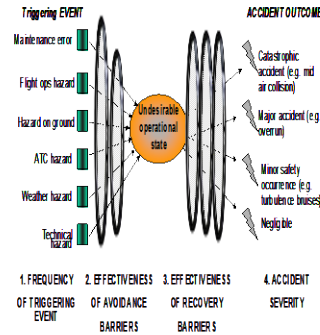 Triggering EVENT
ACCIDENT OUTCOME
Maintenance error
Flight ops hazard
Hazard on ground
ATC hazard
Weather hazard
Technical
hazard
Undesirable
operational
state
Catastrophic
accident (e.g. mid
air collision)
Major accident (e.g.
overrun)
Minor safety
occurrence (e.g.
turbulence bruises)
Negligible
1. FREQUENCY
OF TRIGGERING
EVENT
2. EFFECTIVENESS
OF AVOIDANCE
BARRIERS
3. EFFECTIVENESS
OF RECOVERY
BARRIERS
4. ACCIDENT
SEVERITY